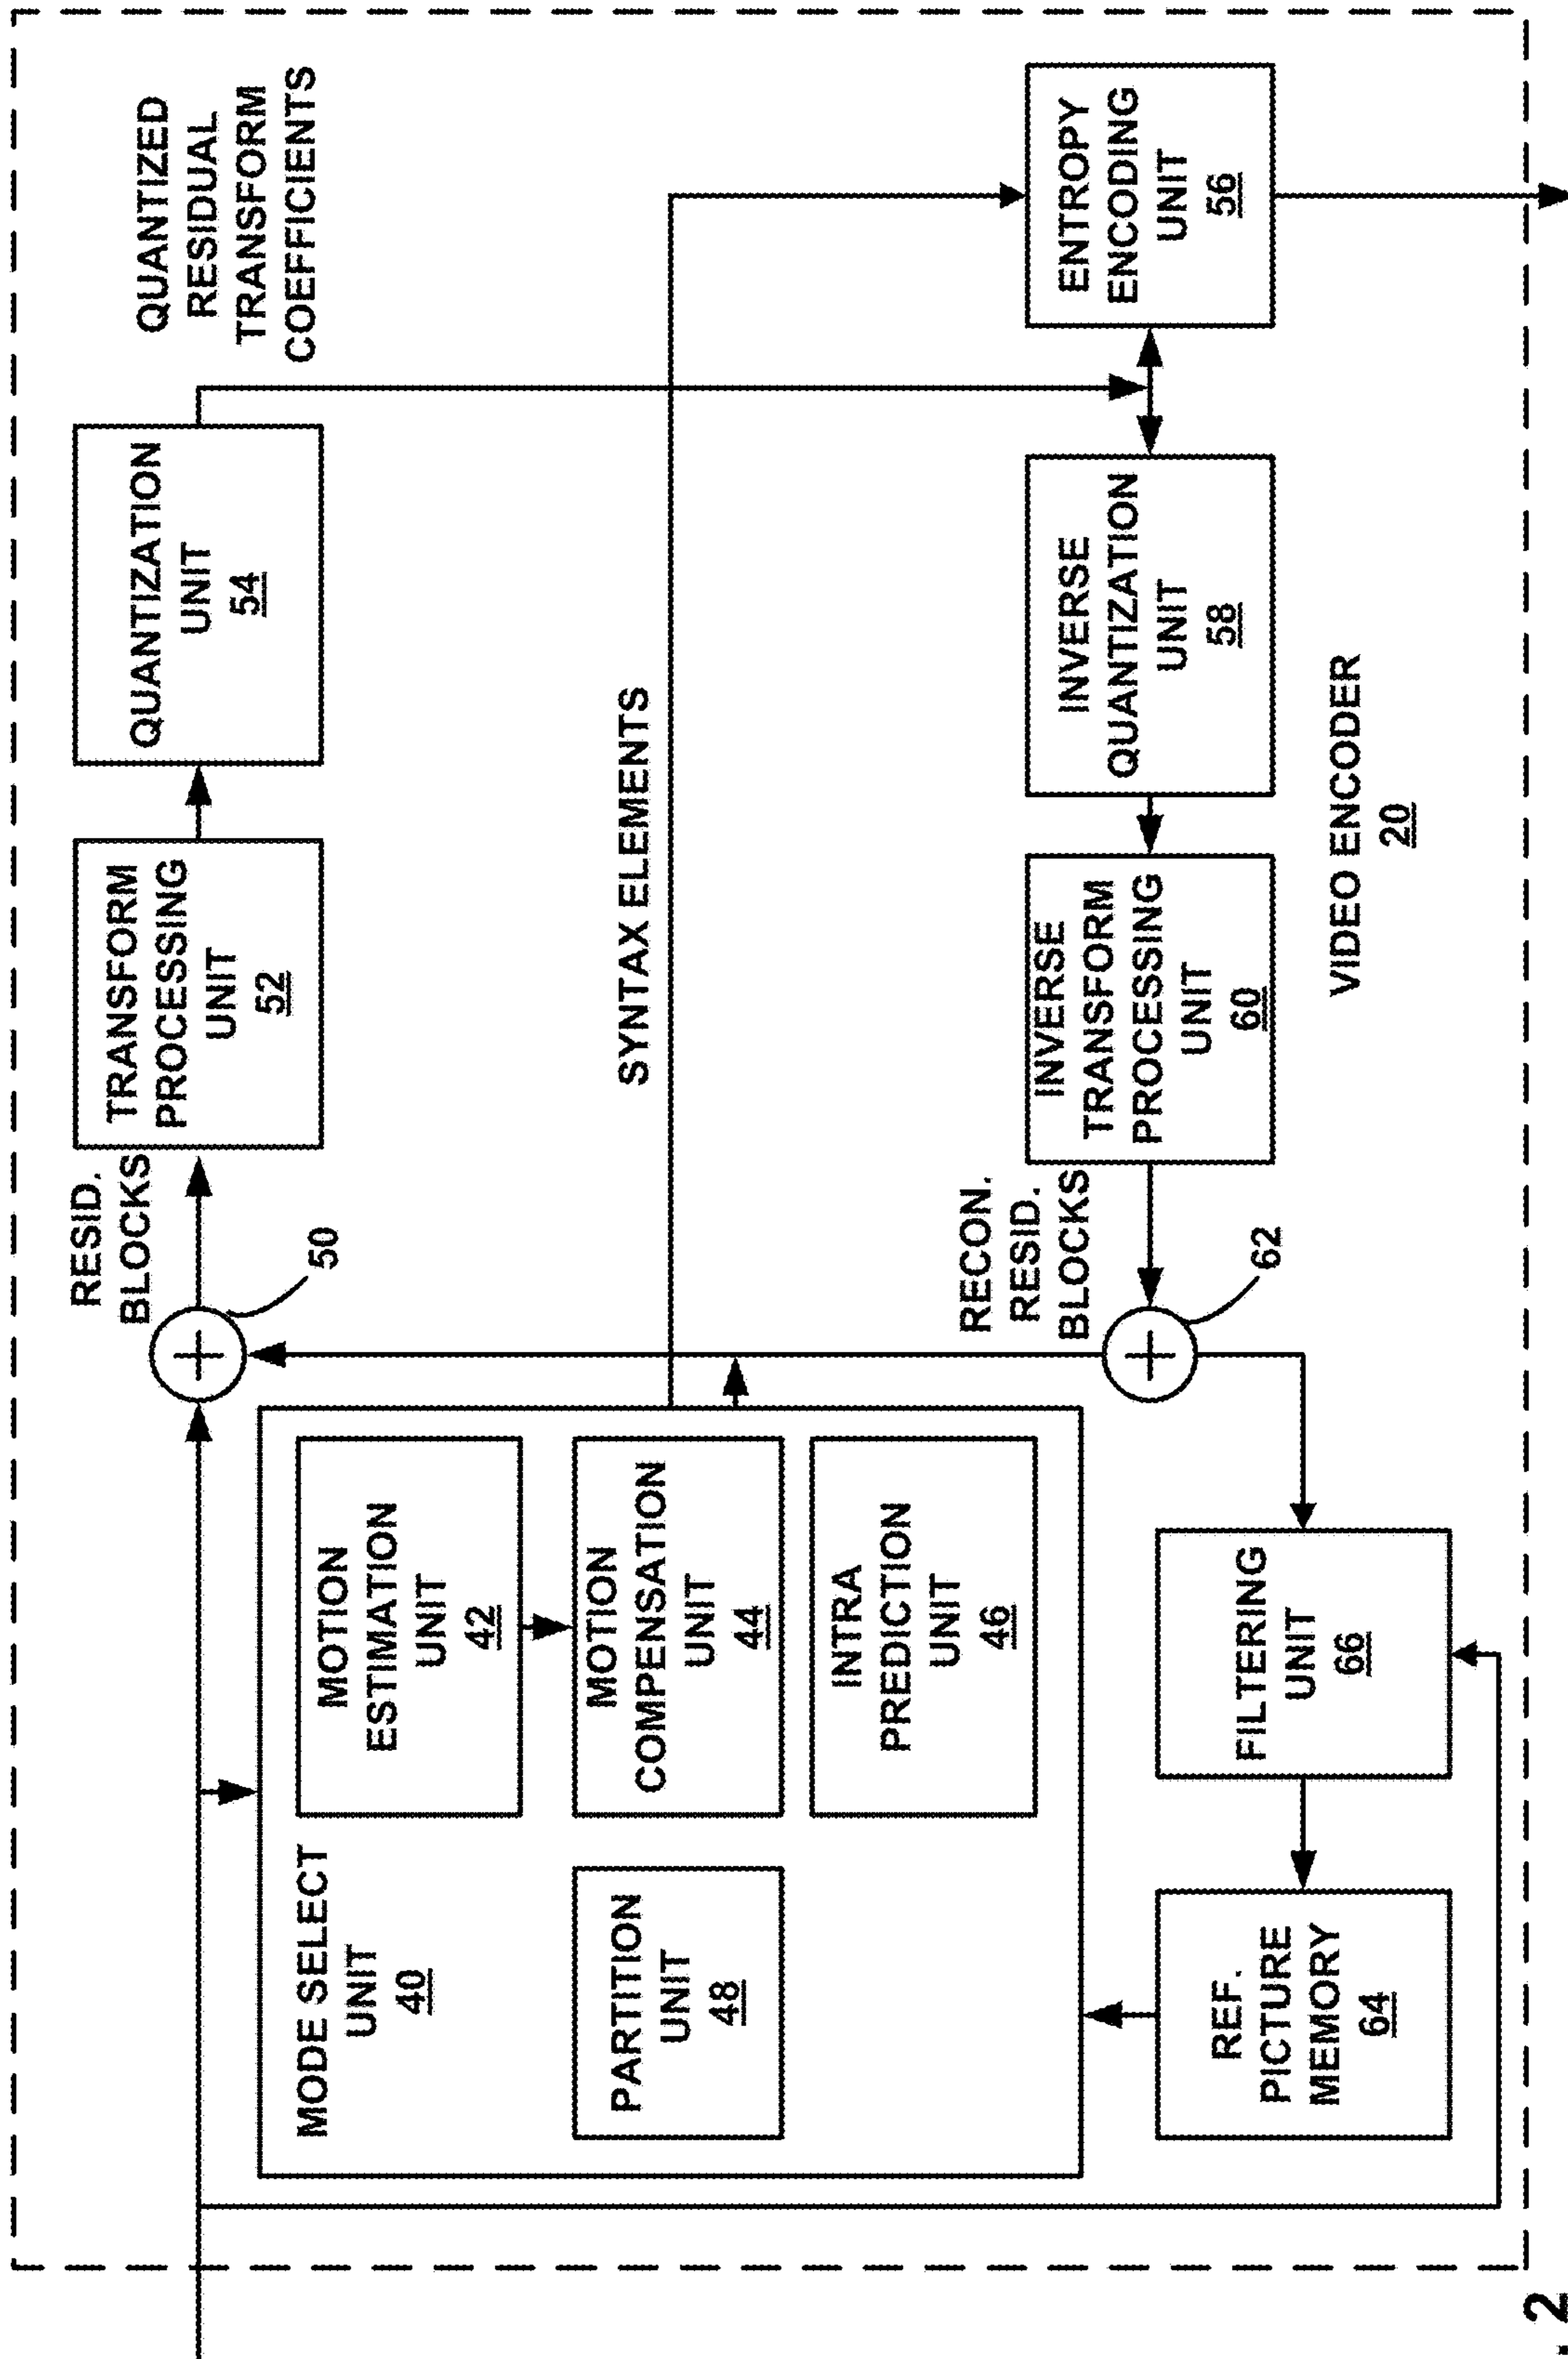 QUANTIZED
RESIDUAL
TRANSFORM
COEFFICIENTS
RESID.
BLOCKS
50
TRANSFORM
PROCESSING
UNIT
52
QUANTIZATION
UNIT
54
MODE SELECT
UNIT
40
MOTION
ESTIMATION
UNIT
42
PARTITION
UNIT
48
MOTION
COMPENSATION
UNIT
44
INTRA
PREDICTION
UNIT
46
SYNTAX ELEMENTS
REF.
PICTURE
MEMORY
64
FILTERING
UNIT
66
RECON.
RESID.
BLOCKS
62
INVERSE
TRANSFORM
PROCESSING
UNIT
60
INVERSE
QUANTIZATION
UNIT
58
ENTROPY
ENCODING
UNIT
56
VIDEO ENCODER
20
. 2